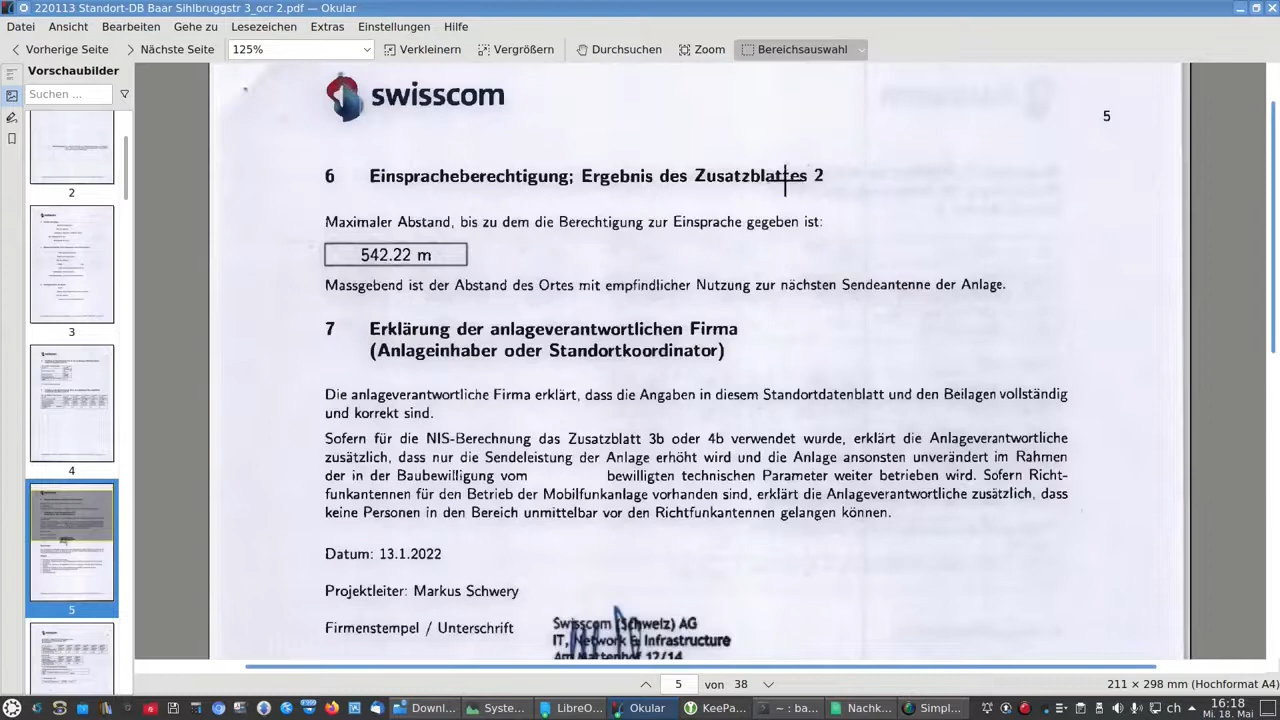 220113 Standort-DB Baar Sihlbruggstr 3_ocr 2.pdf — Okular
Datei Ansicht Bearbeiten Gehe zu Lesezeichen Extras Einstellungen Hilfe
Vorherige Seite Nächste Seite 125% Verkleinern Vergrößern Durchsuchen Zoom Bereichsauswahl
Vorschaubilder
Suchen ...
2
3
4
5
swisscom
5
6 Einspracheberechtigung; Ergebnis des Zusatzblattes 2
Maximaler Abstand, bis zu dem die Berechtigung zur Einsprache gegeben ist:
542.22 m
Massgebend ist der Abstand des Ortes mit empfindlicher Nutzung zur nächsten Sendeantenne der Anlage.
7 Erklärung der anlageverantwortlichen Firma
(Anlageinhaber oder Standortkoordinator)
Die anlageverantwortliche Firma erklärt, dass die Angaben in diesem Standortdatenblatt und den Beilagen vollständig
und korrekt sind.
Sofern für die NIS-Berechnung das Zusatzblatt 3b oder 4b verwendet wurde, erklärt die Anlageverantwortliche
zusätzlich, dass nur die Sendeleistung der Anlage erhöht wird und die Anlage ansonsten unverändert im Rahmen
der in der Baubewilligung vom bewilligten technischen Parameter weiter betrieben wird. Sofern Richt-
funkantennen für den Betrieb der Mobilfunkanlage vorhanden sind, erklärt die Anlageverantwortliche zusätzlich, dass
keine Personen in den Bereich unmittelbar vor den Richtfunkantennen gelangen können.
Datum: 13.1.2022
Projektleiter: Markus Schwery
Firmenstempel / Unterschrift
Swisscom (Schweiz) AG
IT, Network & Infrastructure
Am Mattenhof 12/14
5 von 38
211 × 298 mm (Hochformat A4)
Downl... Syste... LibreO... Okular KeePa... ~ : ba... Nachk... Simpl... ch 16:18
Mi. 18. Mai